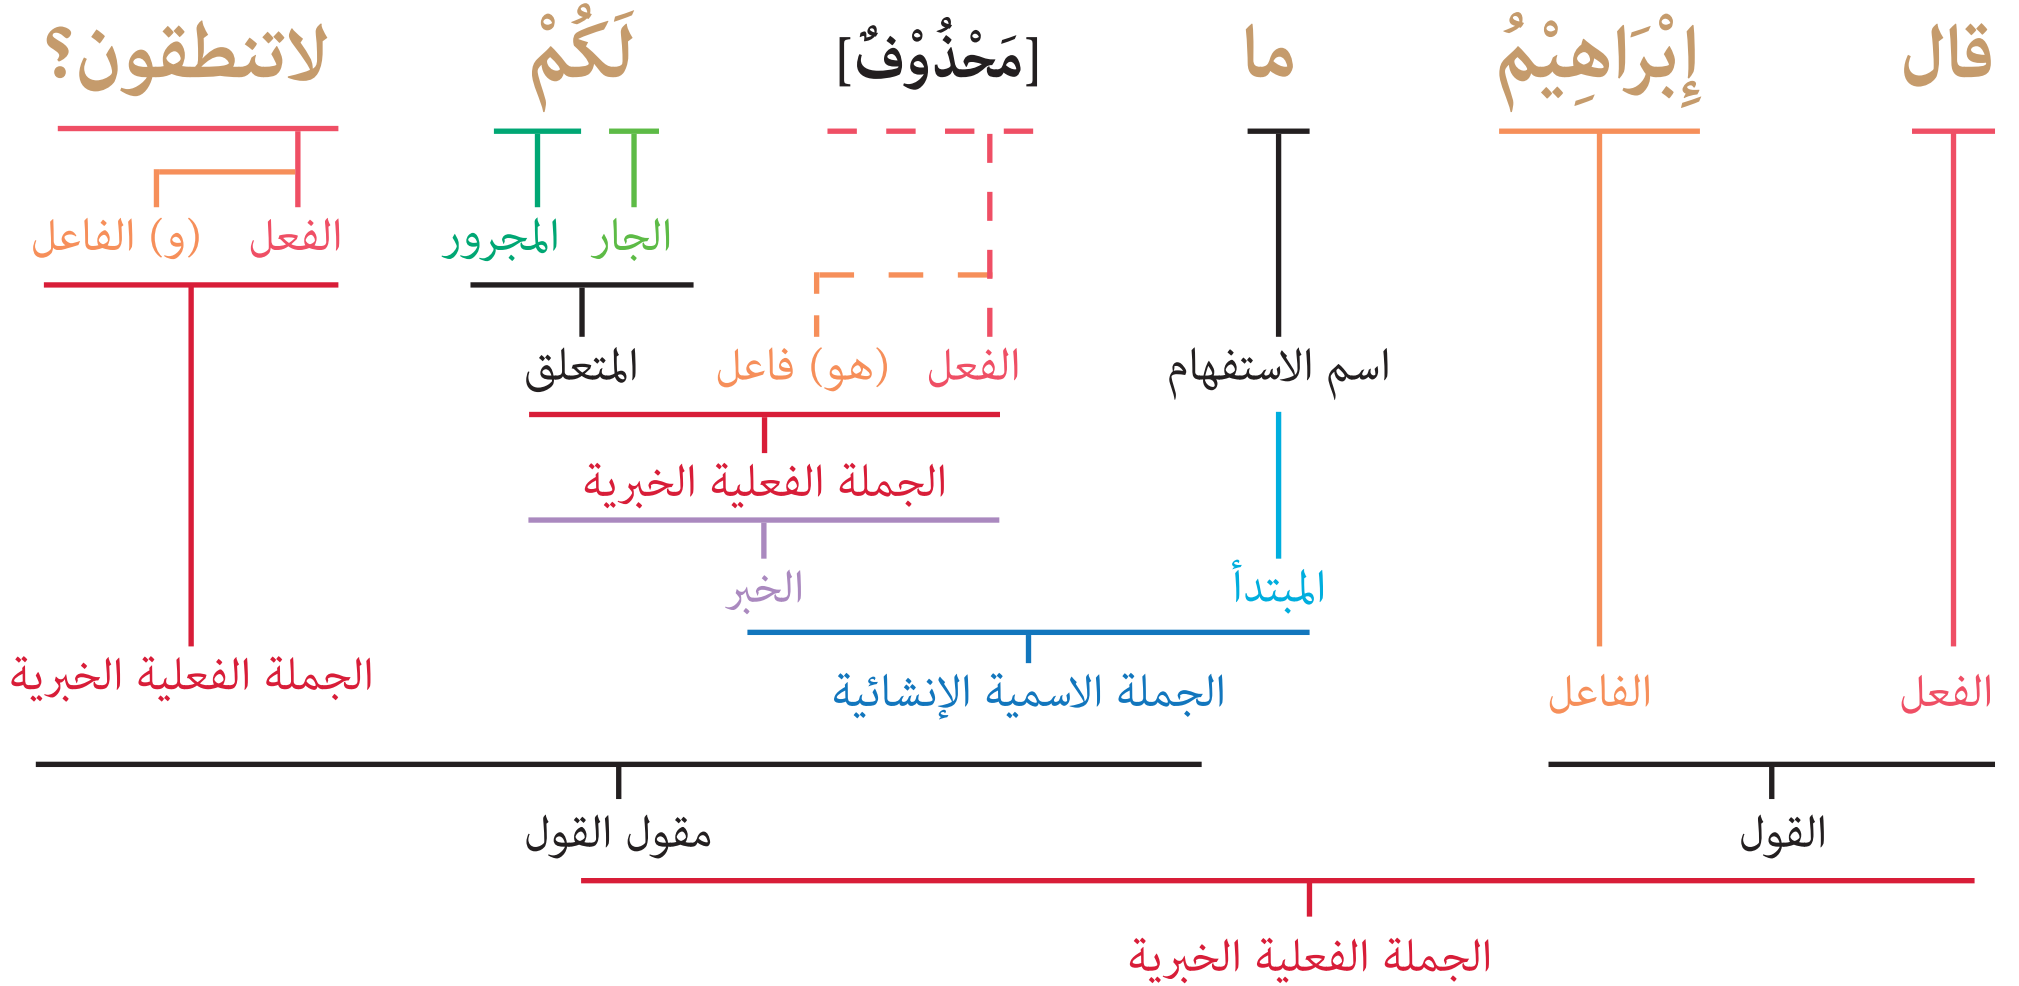 قال إِبْرَاهِيْمُ ما [مَحْذُوْفٌ] لَكُمْ لاتنطقون؟
الجار المجرور الفعل (و) الفاعل
اسم الاستفهام الفعل (هو) فاعل المتعلق
الجملة الفعلية الخبرية
المبتدأ الخبر
الفعل الفاعل الجملة الاسمية الإنشائية الجملة الفعلية الخبرية
القول مقول القول
الجملة الفعلية الخبرية